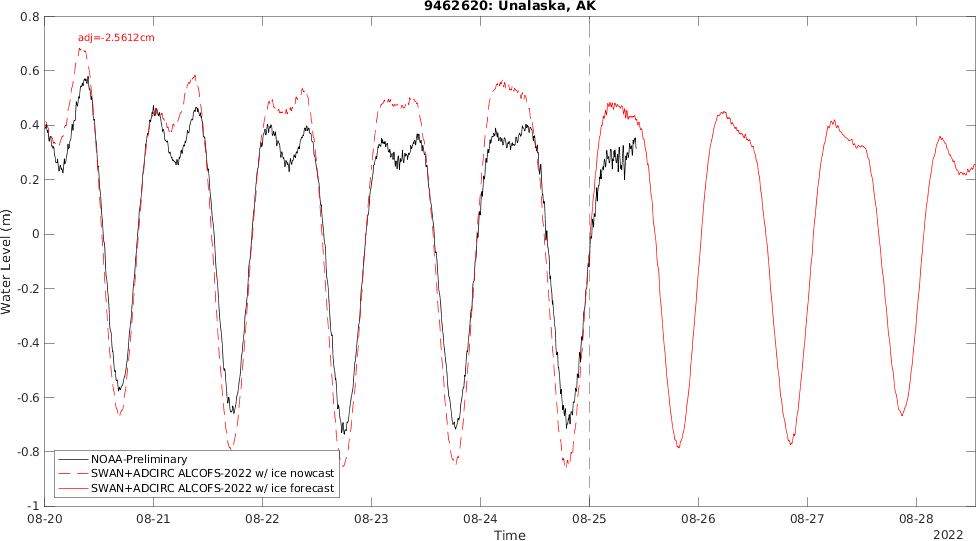 9462620: Unalaska, AK
adj=-2.5612cm
Water Level (m)
0.8
0.6
0.4
0.2
0
-0.2
-0.4
-0.6
-0.8
-1
NOAA-Preliminary
SWAN+ADCIRC ALCOFS-2022 w/ ice nowcast
SWAN+ADCIRC ALCOFS-2022 w/ ice forecast
08-20 08-21 08-22 08-23 08-24 08-25 08-26 08-27 08-28
Time
2022